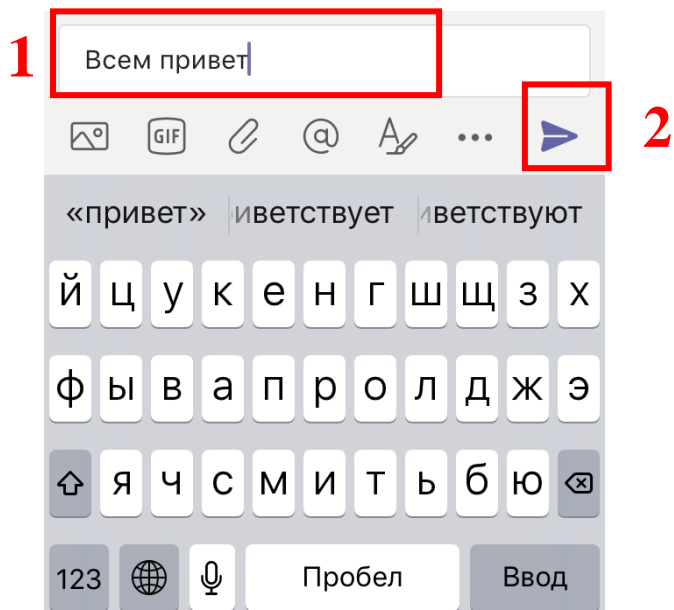 1
Всем привет
2
GIF @ A
«привет» иветствует иветствуют
й ц у к е н г ш щ з х
ф ы в а п р о л д ж э
я ч с м и т ь б ю
123 Пробел Ввод